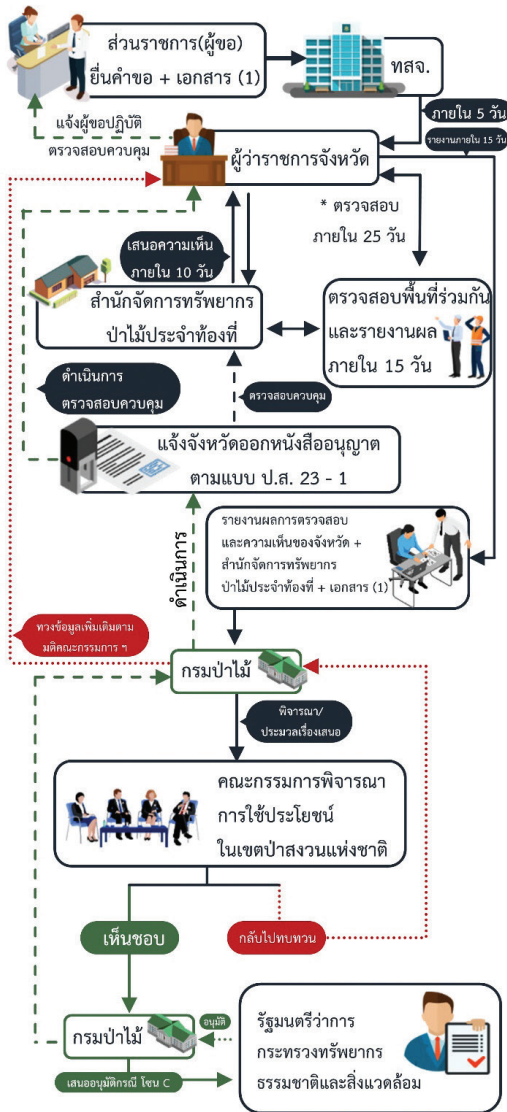 ส่วนราชการ(ผู้ขอ)
ยื่นคำขอ + เอกสาร (1)
ทสจ.
ภายใน 5 วัน
รายงานภายใน 15 วัน
แจ้งผู้ขอปฏิบัติ
ตรวจสอบควบคุม
ผู้ว่าราชการจังหวัด
* ตรวจสอบ
ภายใน 25 วัน
เสนอความเห็น
ภายใน 10 วัน
สำนักจัดการทรัพยากร
ป่าไม้ประจำท้องที่
ตรวจสอบพื้นที่ร่วมกัน
และรายงานผล
ภายใน 15 วัน
ดำเนินการ
ตรวจสอบควบคุม
ตรวจสอบควบคุม
แจ้งจังหวัดออกหนังสืออนุญาต
ตามแบบ ป.ส. 23 - 1
รายงานผลการตรวจสอบ
และความเห็นของจังหวัด +
สำนักจัดการทรัพยากร
ป่าไม้ประจำท้องที่ + เอกสาร (1)
ดำเนินการ
ทวงข้อมูลเพิ่มเติมตาม
มติคณะกรรมการ ฯ
กรมป่าไม้
พิจารณา/
ประมวลเรื่องเสนอ
คณะกรรมการพิจารณา
การใช้ประโยชน์
ในเขตป่าสงวนแห่งชาติ
เห็นชอบ
กลับไปทบทวน
กรมป่าไม้
อนุมัติ
เสนออนุมัติกรณี โซน C
รัฐมนตรีว่าการ
กระทรวงทรัพยากร
ธรรมชาติและสิ่งแวดล้อม